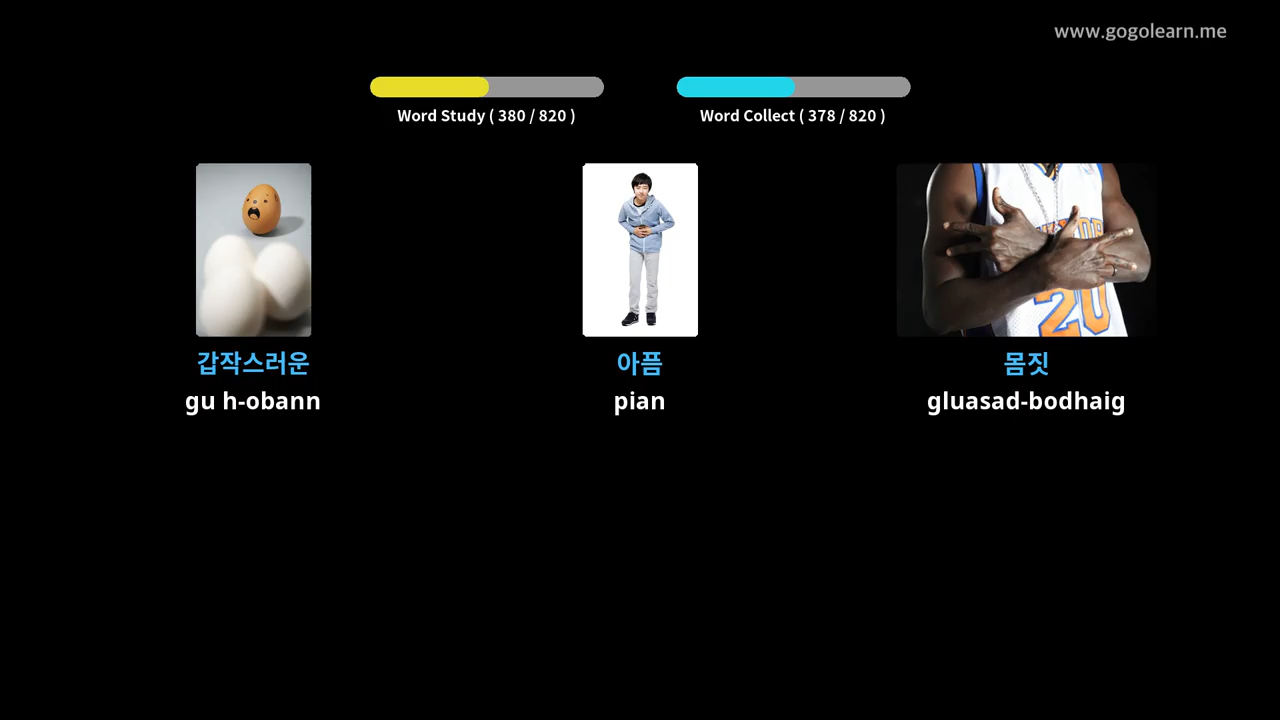 www.gogolearn.me
Word Study ( 380 / 820 )
Word Collect ( 378 / 820 )
20
갑작스러운
아픔
몸짓
gu h-obann
pian
gluasad-bodhaig